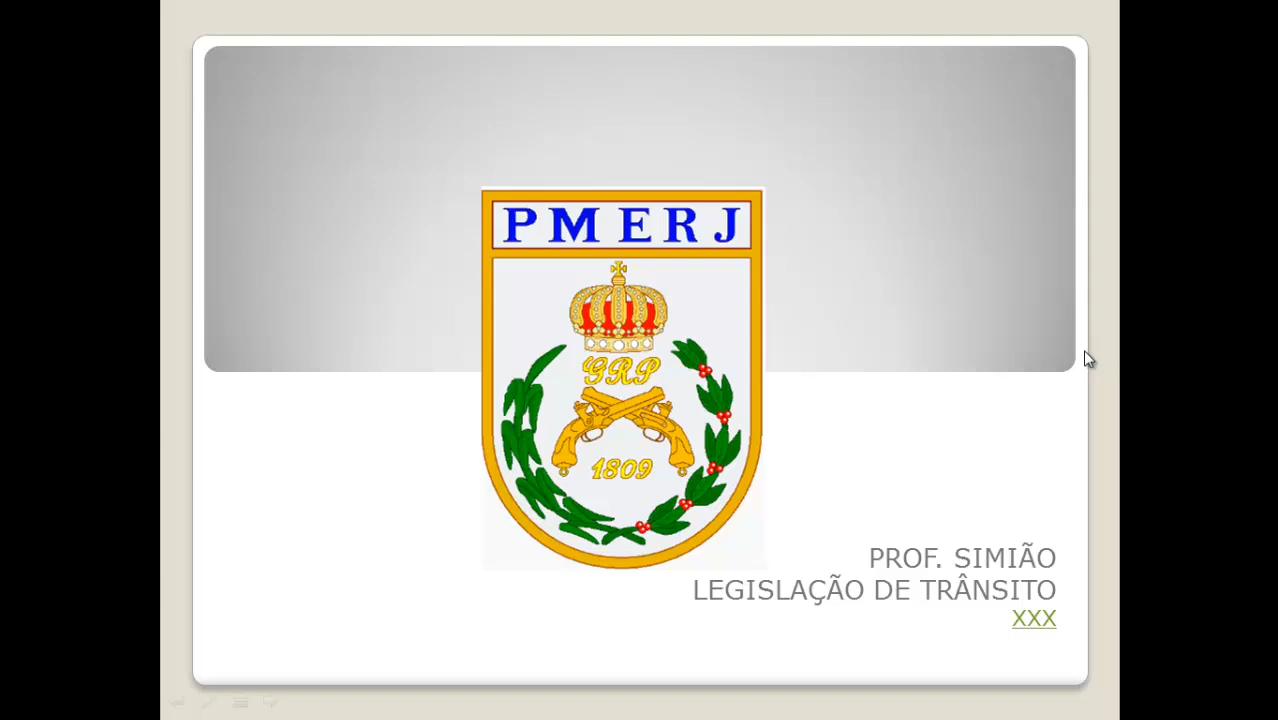 PMERJ
GRP
1809
PROF. SIMIÃO
LEGISLAÇÃO DE TRÂNSITO
XXX